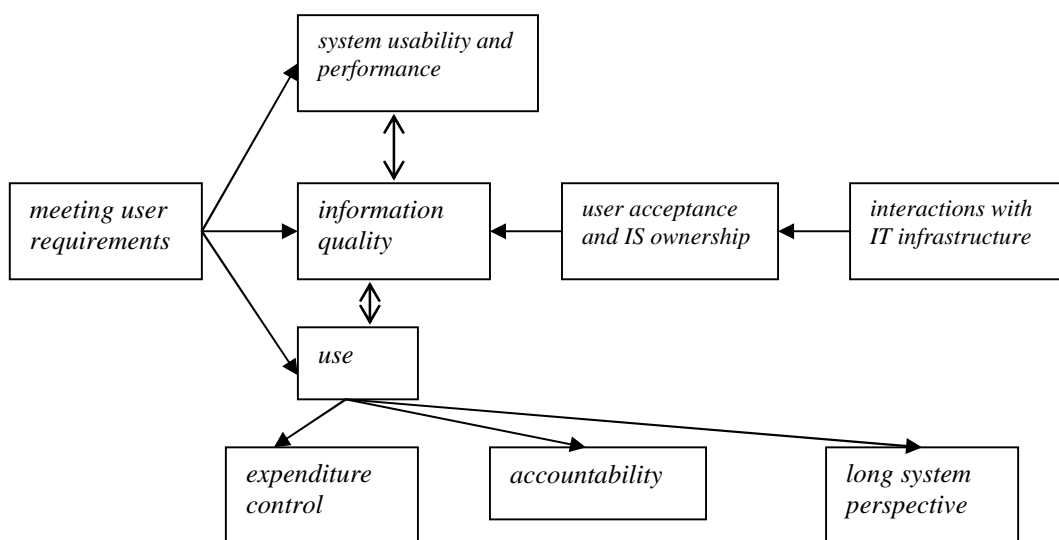 system usability and
performance
meeting user
requirements
information
quality
user acceptance
and IS ownership
interactions with
IT infrastructure
use
expenditure
control
accountability
long system
perspective